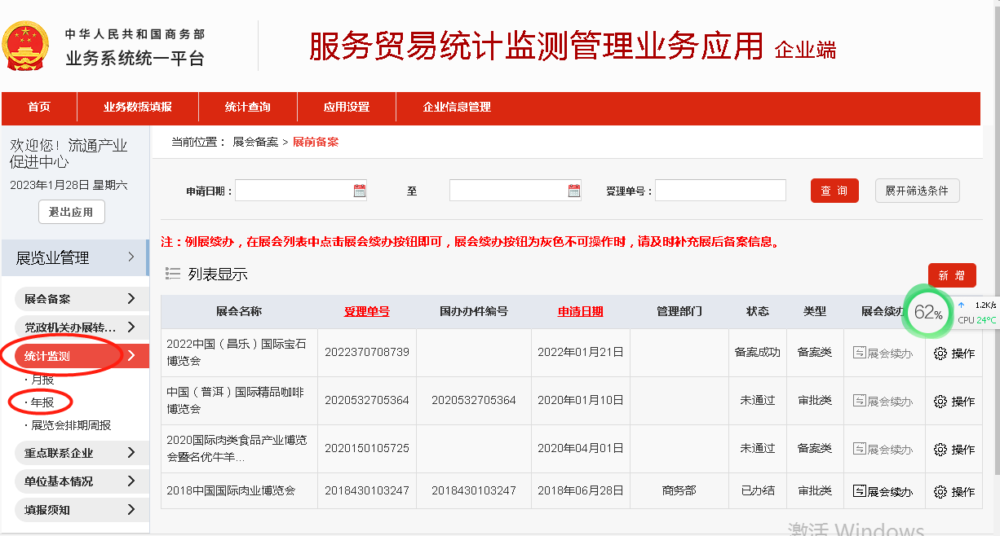 中华人民共和国商务部
业务系统统一平台
服务贸易统计监测管理业务应用 企业端
首页 业务数据填报 统计查询 应用设置 企业信息管理
欢迎您！流通产业
促进中心
2023年1月28日 星期六
退出应用
展览业管理
展会备案
党政机关办展转...
统计监测
· 月报
· 年报
· 展览会排期周报
重点联系企业
单位基本情况
填报须知
当前位置： 展会备案 > 展前备案
申请日期： 至 受理单号： 查 询 展开筛选条件
注：例展续办，在展会列表中点击展会续办按钮即可，展会续办按钮为灰色不可操作时，请及时补充展后备案信息。
列表显示
新 增
展会名称 受理单号 国办办件编号 申请日期 管理部门 状态 类型 展会续办
2022中国（昌乐）国际宝石
博览会 2022370708739 2022年01月21日 备案成功 备案类 展会续办 操作
中国（普洱）国际精品咖啡
博览会 2020532705364 2020532705364 2020年01月10日 未通过 审批类 展会续办 操作
2020国际肉类食品产业博览
会暨名优牛羊... 2020150105725 2020年04月01日 未通过 备案类 展会续办 操作
2018中国国际肉业博览会 2018430103247 2018430103247 2018年06月28日 商务部 已办结 审批类 展会续办 操作
62%
↑ 1.2K/s
CPU 24°C
激活 Windows